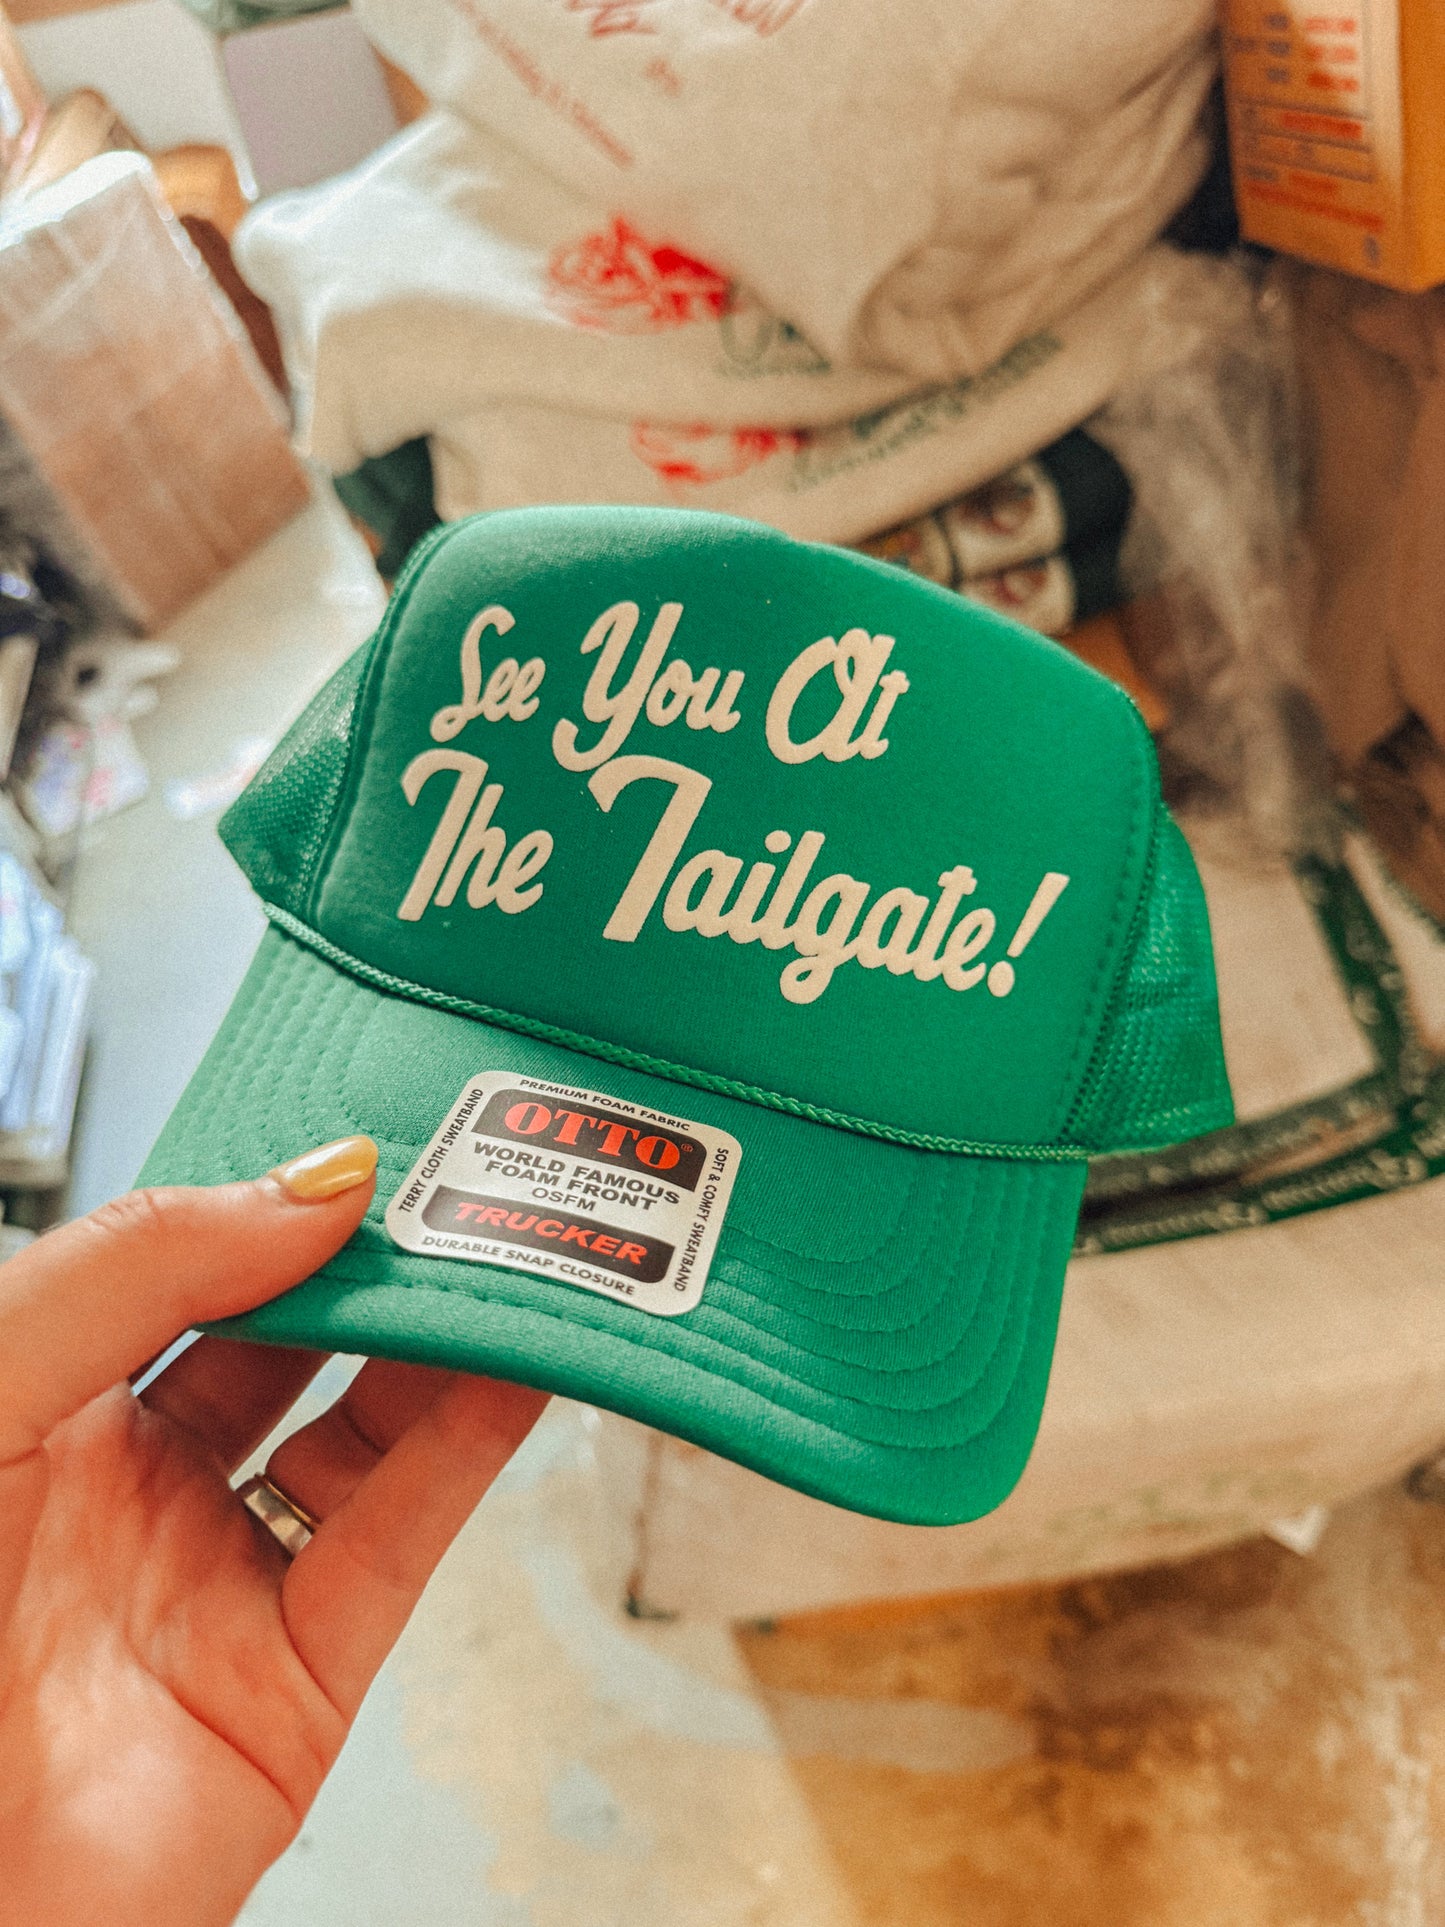 See You At
The Tailgate!
PREMIUM FOAM FABRIC
TERRY CLOTH SWEATBAND
OTTO®
WORLD FAMOUS
FOAM FRONT
OSFM
TRUCKER
DURABLE SNAP CLOSURE
SOFT & COMFY SWEATBAND